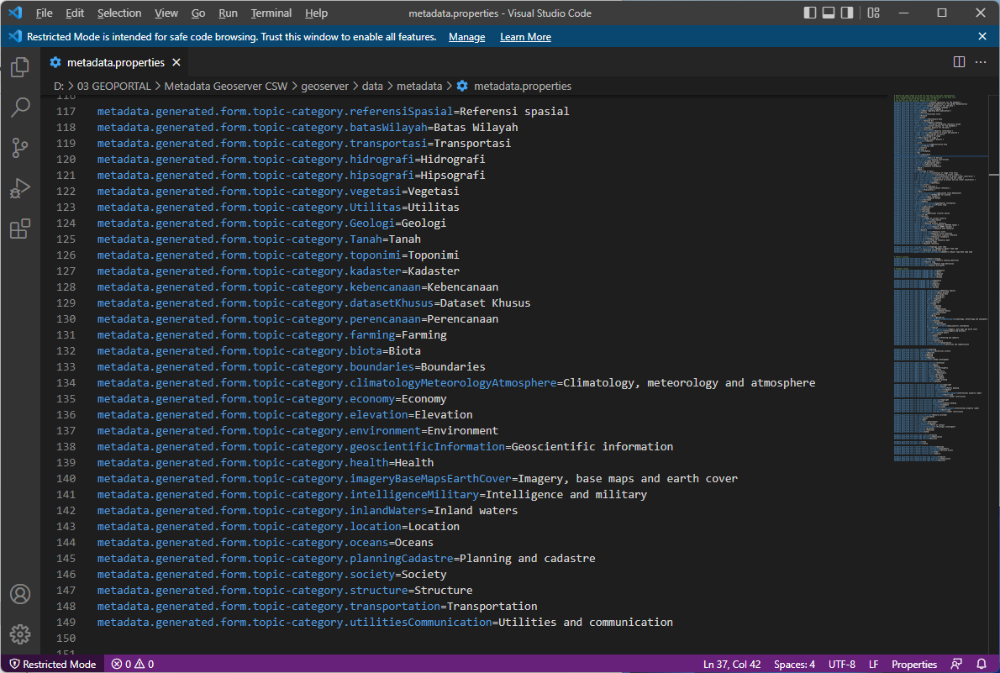 File Edit Selection View Go Run Terminal Help metadata.properties - Visual Studio Code
Restricted Mode is intended for safe code browsing. Trust this window to enable all features. Manage Learn More
metadata.properties
D: > 03 GEOPORTAL > Metadata Geoserver CSW > geoserver > data > metadata > metadata.properties
116
117 metadata.generated.form.topic-category.referensiSpasial=Referensi spasial
118 metadata.generated.form.topic-category.batasWilayah=Batas Wilayah
119 metadata.generated.form.topic-category.transportasi=Transportasi
120 metadata.generated.form.topic-category.hidrografi=Hidrografi
121 metadata.generated.form.topic-category.hipsografi=Hipsografi
122 metadata.generated.form.topic-category.vegetasi=Vegetasi
123 metadata.generated.form.topic-category.Utilitas=Utilitas
124 metadata.generated.form.topic-category.Geologi=Geologi
125 metadata.generated.form.topic-category.Tanah=Tanah
126 metadata.generated.form.topic-category.toponimi=Toponimi
127 metadata.generated.form.topic-category.kadaster=Kadaster
128 metadata.generated.form.topic-category.kebencanaan=Kebencanaan
129 metadata.generated.form.topic-category.datasetKhusus=Dataset Khusus
130 metadata.generated.form.topic-category.perencanaan=Perencanaan
131 metadata.generated.form.topic-category.farming=Farming
132 metadata.generated.form.topic-category.biota=Biota
133 metadata.generated.form.topic-category.boundaries=Boundaries
134 metadata.generated.form.topic-category.climatologyMeteorologyAtmosphere=Climatology, meteorology and atmosphere
135 metadata.generated.form.topic-category.economy=Economy
136 metadata.generated.form.topic-category.elevation=Elevation
137 metadata.generated.form.topic-category.environment=Environment
138 metadata.generated.form.topic-category.geoscientificInformation=Geoscientific information
139 metadata.generated.form.topic-category.health=Health
140 metadata.generated.form.topic-category.imageryBaseMapsEarthCover=Imagery, base maps and earth cover
141 metadata.generated.form.topic-category.intelligenceMilitary=Intelligence and military
142 metadata.generated.form.topic-category.inlandWaters=Inland waters
143 metadata.generated.form.topic-category.location=Location
144 metadata.generated.form.topic-category.oceans=Oceans
145 metadata.generated.form.topic-category.planningCadastre=Planning and cadastre
146 metadata.generated.form.topic-category.society=Society
147 metadata.generated.form.topic-category.structure=Structure
148 metadata.generated.form.topic-category.transportation=Transportation
149 metadata.generated.form.topic-category.utilitiesCommunication=Utilities and communication
150
151
Restricted Mode 0 0 Ln 37, Col 42 Spaces: 4 UTF-8 LF Properties